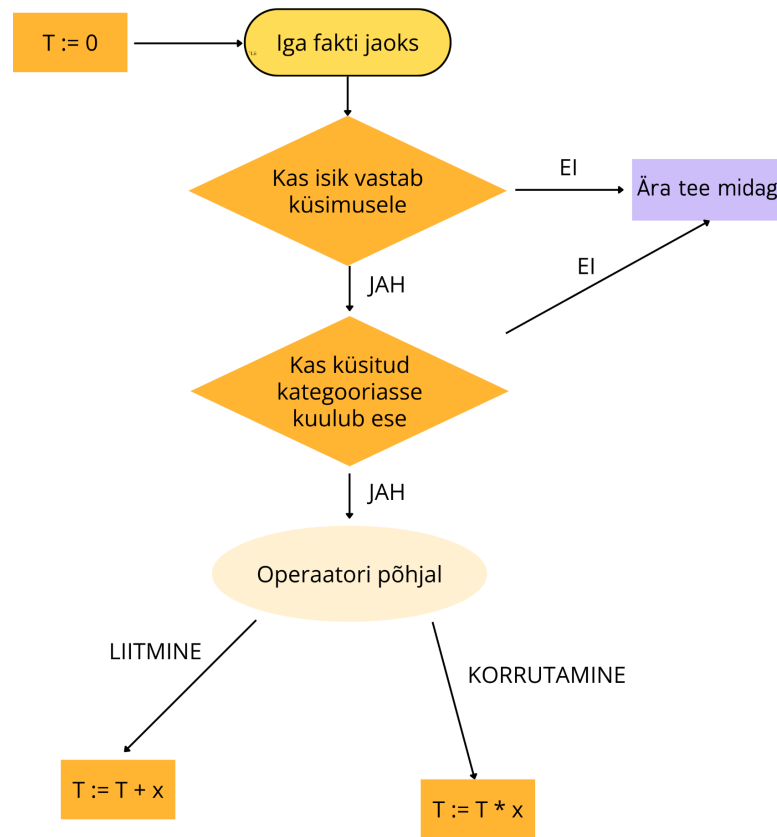 T := 0
Iga fakti jaoks
Kas isik vastab
küsimusele
EI
Ära tee midag
JAH
EI
Kas küsitud
kategooriasse
kuulub ese
JAH
Operaatori põhjal
LIITMINE
KORRUTAMINE
T := T + x
T := T * x